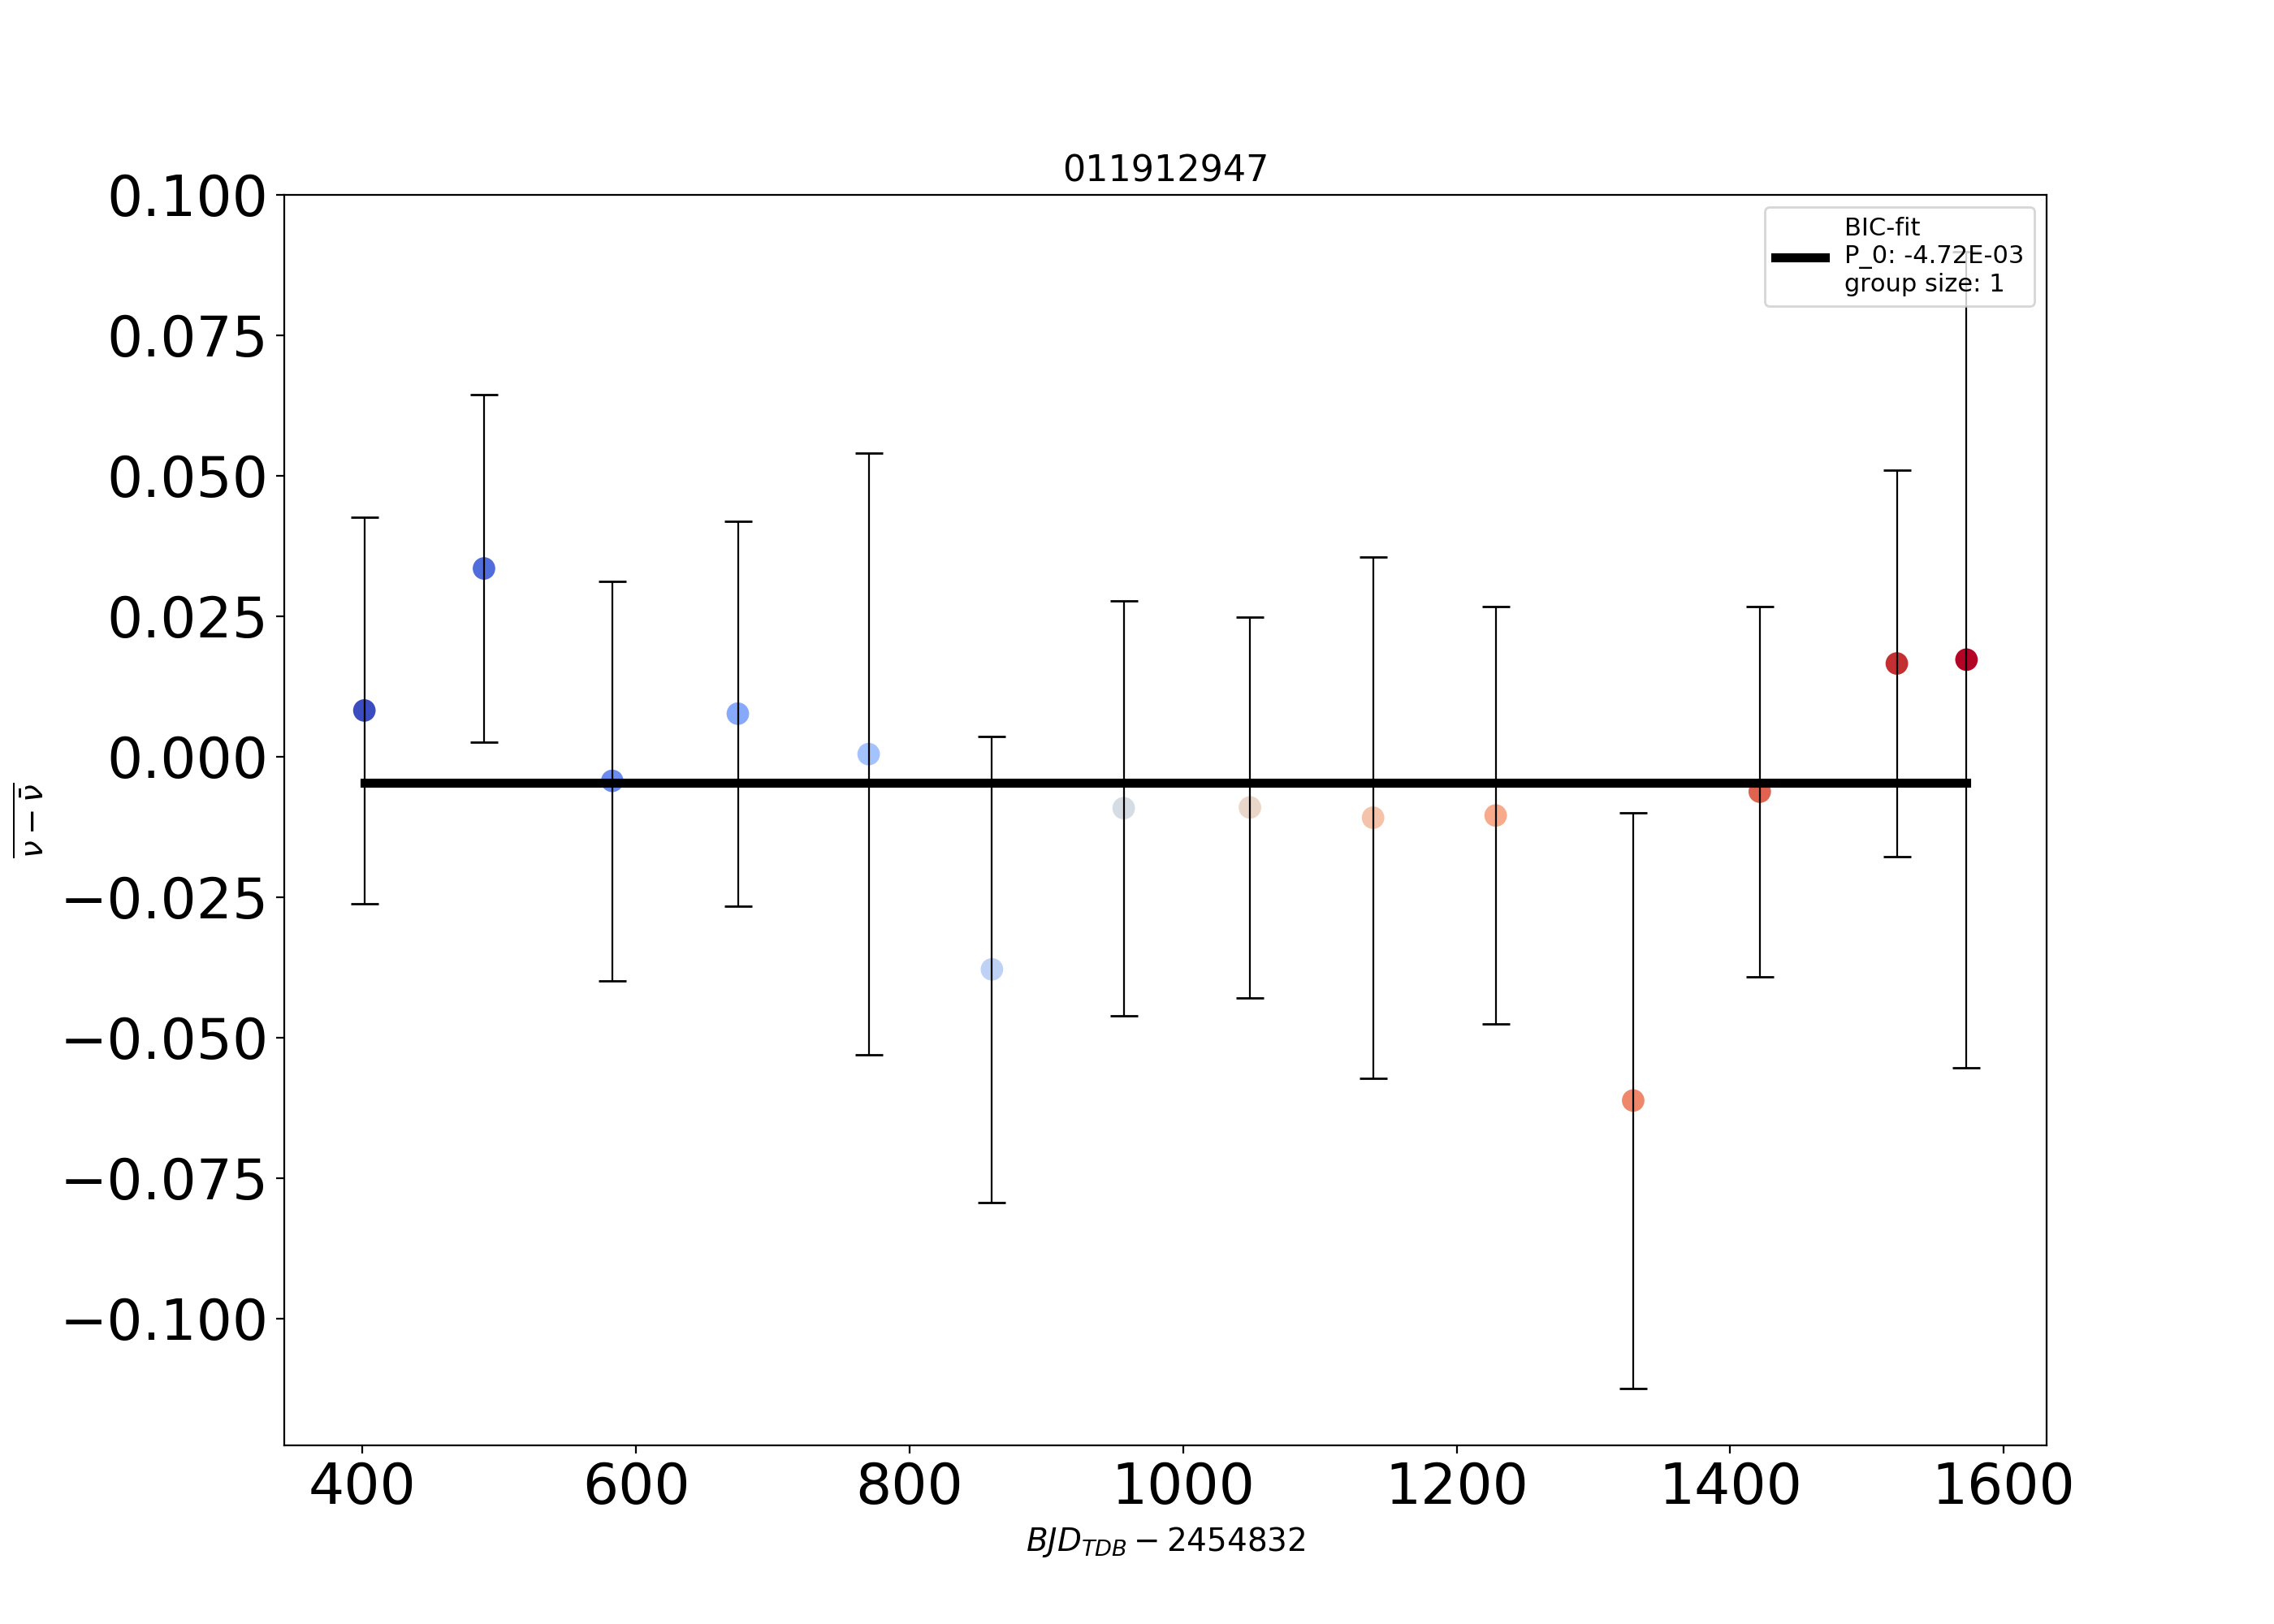 011912947
BIC-fit
P_0: -4.72E-03
group size: 1
0.100
0.075
0.050
0.025
0.000
−0.025
−0.050
−0.075
−0.100
ν − ν̄
400 600 800 1000 1200 1400 1600
BJD_TDB − 2454832